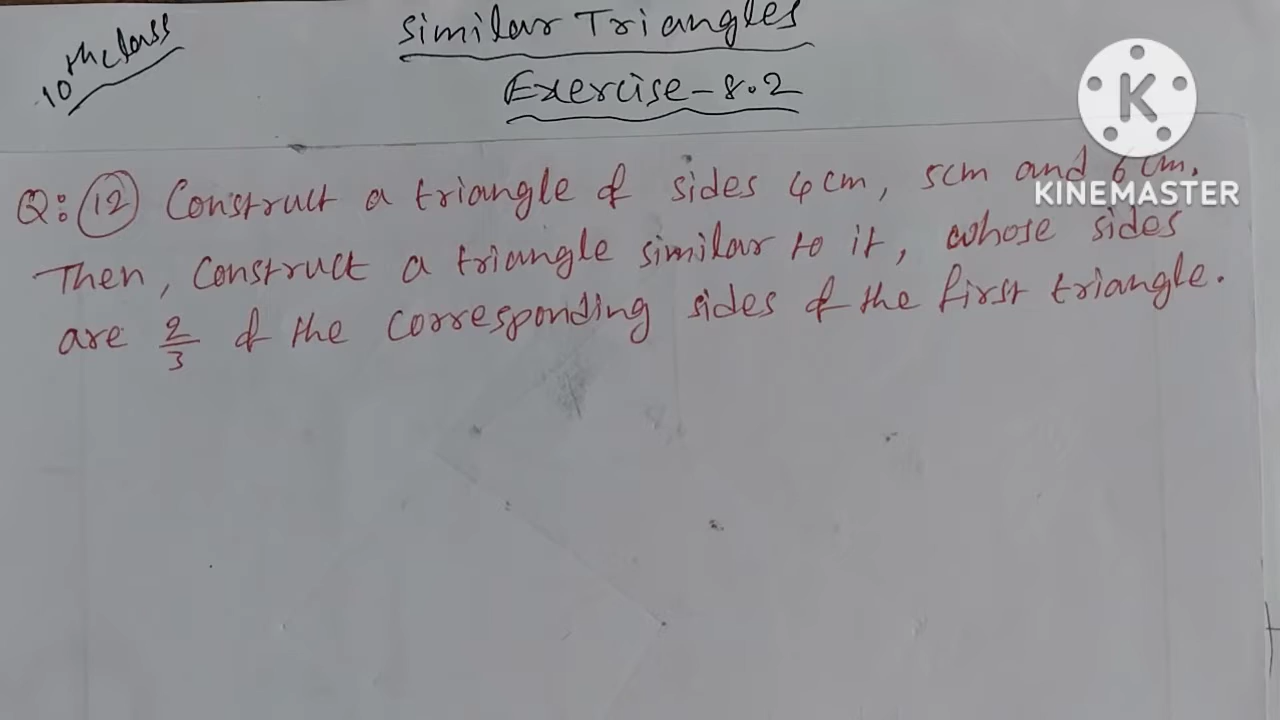 10th class
Similar Triangles
Exercise-8.2
K
Q: 12 Construct a triangle of sides 4cm, 5cm and 6cm.
KINEMASTER
Then, construct a triangle similar to it, whose sides
are 2/3 of the corresponding sides of the first triangle.